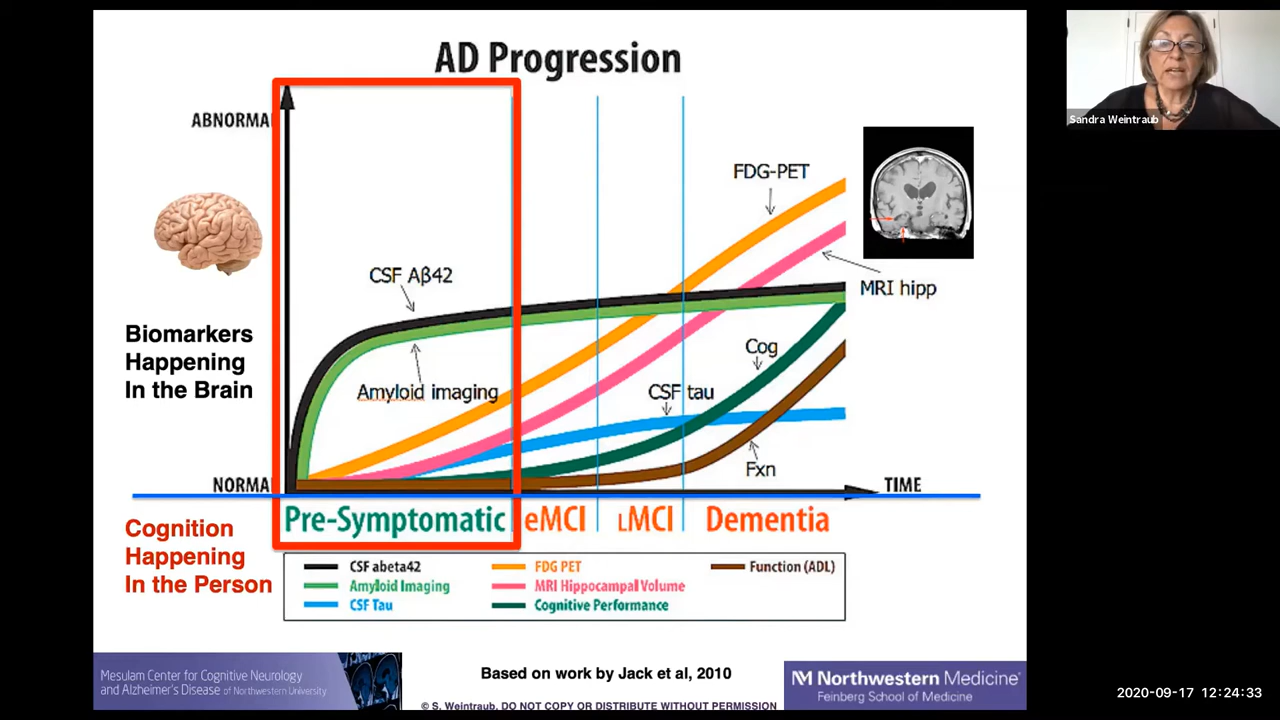 AD Progression
Sandra Weintraub
ABNORMA
FDG-PET
CSF Aβ42
MRI hipp
Biomarkers
Happening
In the Brain
Cog
Amyloid imaging
CSF tau
Fxn
NORMA
TIME
Cognition
Happening
In the Person
Pre-Symptomatic eMCI LMCI Dementia
CSF abeta42 FDG PET Function (ADL)
Amyloid Imaging MRI Hippocampal Volume
CSF Tau Cognitive Performance
Mesulam Center for Cognitive Neurology
and Alzheimer's Disease of Northwestern University
Based on work by Jack et al, 2010
© S. Weintraub, DO NOT COPY OR DISTRIBUTE WITHOUT PERMISSION
M Northwestern Medicine®
Feinberg School of Medicine
2020-09-17 12:24:33